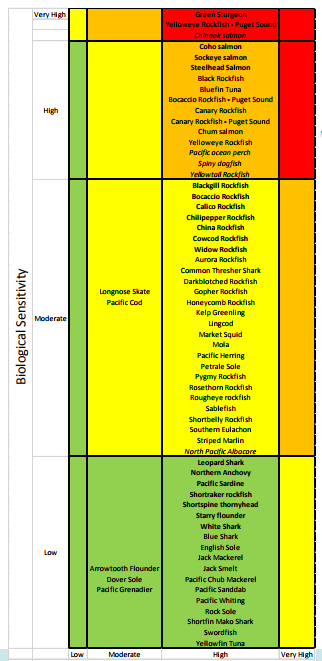 Very High
Green Sturgeon
Yelloweye Rockfish - Puget Sound
Chinook salmon
Coho salmon
Sockeye salmon
Steelhead Salmon
Black Rockfish
Bluefin Tuna
Bocaccio Rockfish - Puget Sound
Canary Rockfish
Canary Rockfish - Puget Sound
Chum salmon
Yelloweye Rockfish
Pacific ocean perch
Spiny dogfish
Yellowtail Rockfish
High
Blackgill Rockfish
Bocaccio Rockfish
Calico Rockfish
Chilipepper Rockfish
China Rockfish
Cowcod Rockfish
Widow Rockfish
Aurora Rockfish
Common Thresher Shark
Darkblotched Rockfish
Gopher Rockfish
Honeycomb Rockfish
Kelp Greenling
Lingcod
Market Squid
Mola
Pacific Herring
Petrale Sole
Pygmy Rockfish
Rosethorn Rockfish
Rougheye rockfish
Sablefish
Shortbelly Rockfish
Southern Eulachon
Striped Marlin
North Pacific Albacore
Longnose Skate
Pacific Cod
Moderate
Biological Sensitivity
Leopard Shark
Northern Anchovy
Pacific Sardine
Shortraker rockfish
Shortspine thornyhead
Starry flounder
White Shark
Blue Shark
English Sole
Jack Mackerel
Jack Smelt
Pacific Chub Mackerel
Pacific Sanddab
Pacific Whiting
Rock Sole
Shortfin Mako Shark
Swordfish
Yellowfin Tuna
Low
Arrowtooth Flounder
Dover Sole
Pacific Grenadier
Low Moderate High Very High